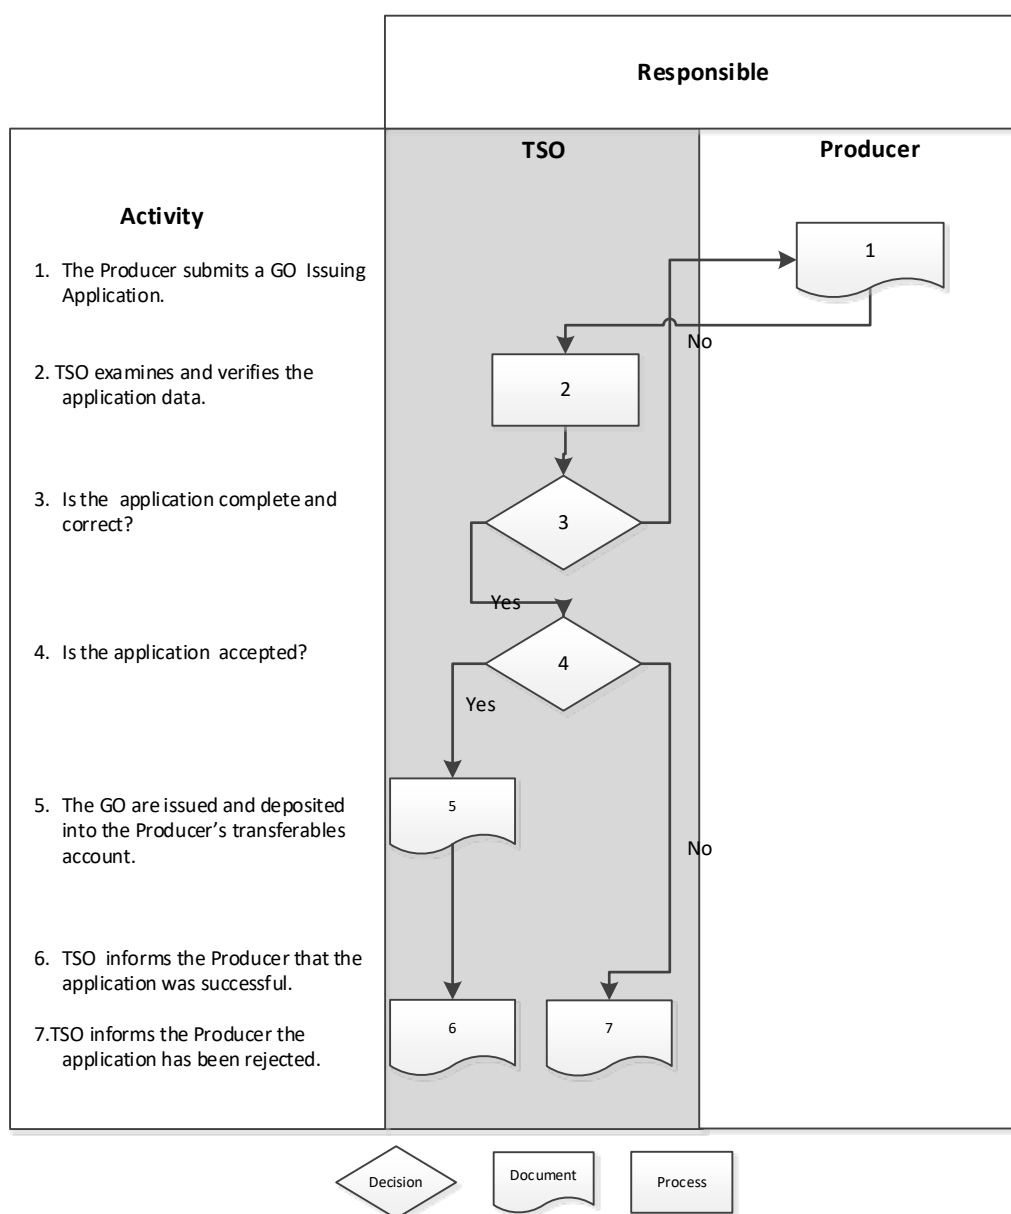 Responsible
TSO
Producer
Activity
1. The Producer submits a GO Issuing
Application.
1
No
2. TSO examines and verifies the
application data.
2
3. Is the application complete and
correct?
3
Yes
4. Is the application accepted?
4
Yes
5. The GO are issued and deposited
into the Producer's transferables
account.
5
No
6. TSO informs the Producer that the
application was successful.
7.TSO informs the Producer the
application has been rejected.
6
7
Decision
Document
Process